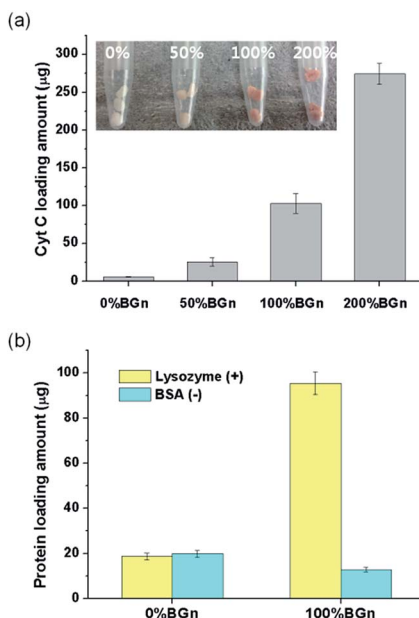 (a)
Cyt C loading amount (µg)
300
250
200
150
100
50
0
0% 50% 100% 200%
0%BGn 50%BGn 100%BGn 200%BGn
(b)
Protein loading amount (µg)
100
80
60
40
20
0
Lysozyme (+)
BSA (-)
0%BGn 100%BGn